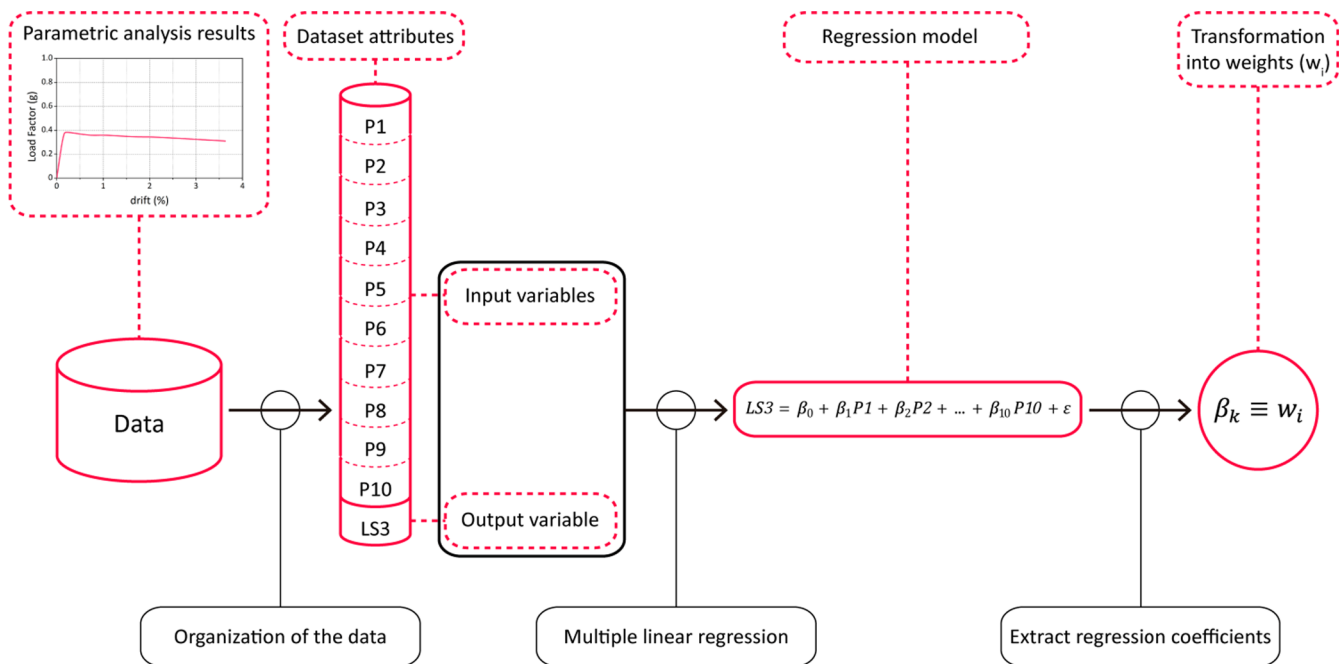 Parametric analysis results
Load Factor (g)
1.0
0.8
0.6
0.4
0.2
0
0 1 2 3 4
drift (%)
Dataset attributes
Regression model
Transformation
into weights (wᵢ)
P1
P2
P3
P4
P5
P6
P7
P8
P9
P10
LS3
Input variables
Output variable
Data
LS3 = β₀ + β₁P1 + β₂P2 + ... + β₁₀P10 + ε
βₖ ≡ wᵢ
Organization of the data
Multiple linear regression
Extract regression coefficients